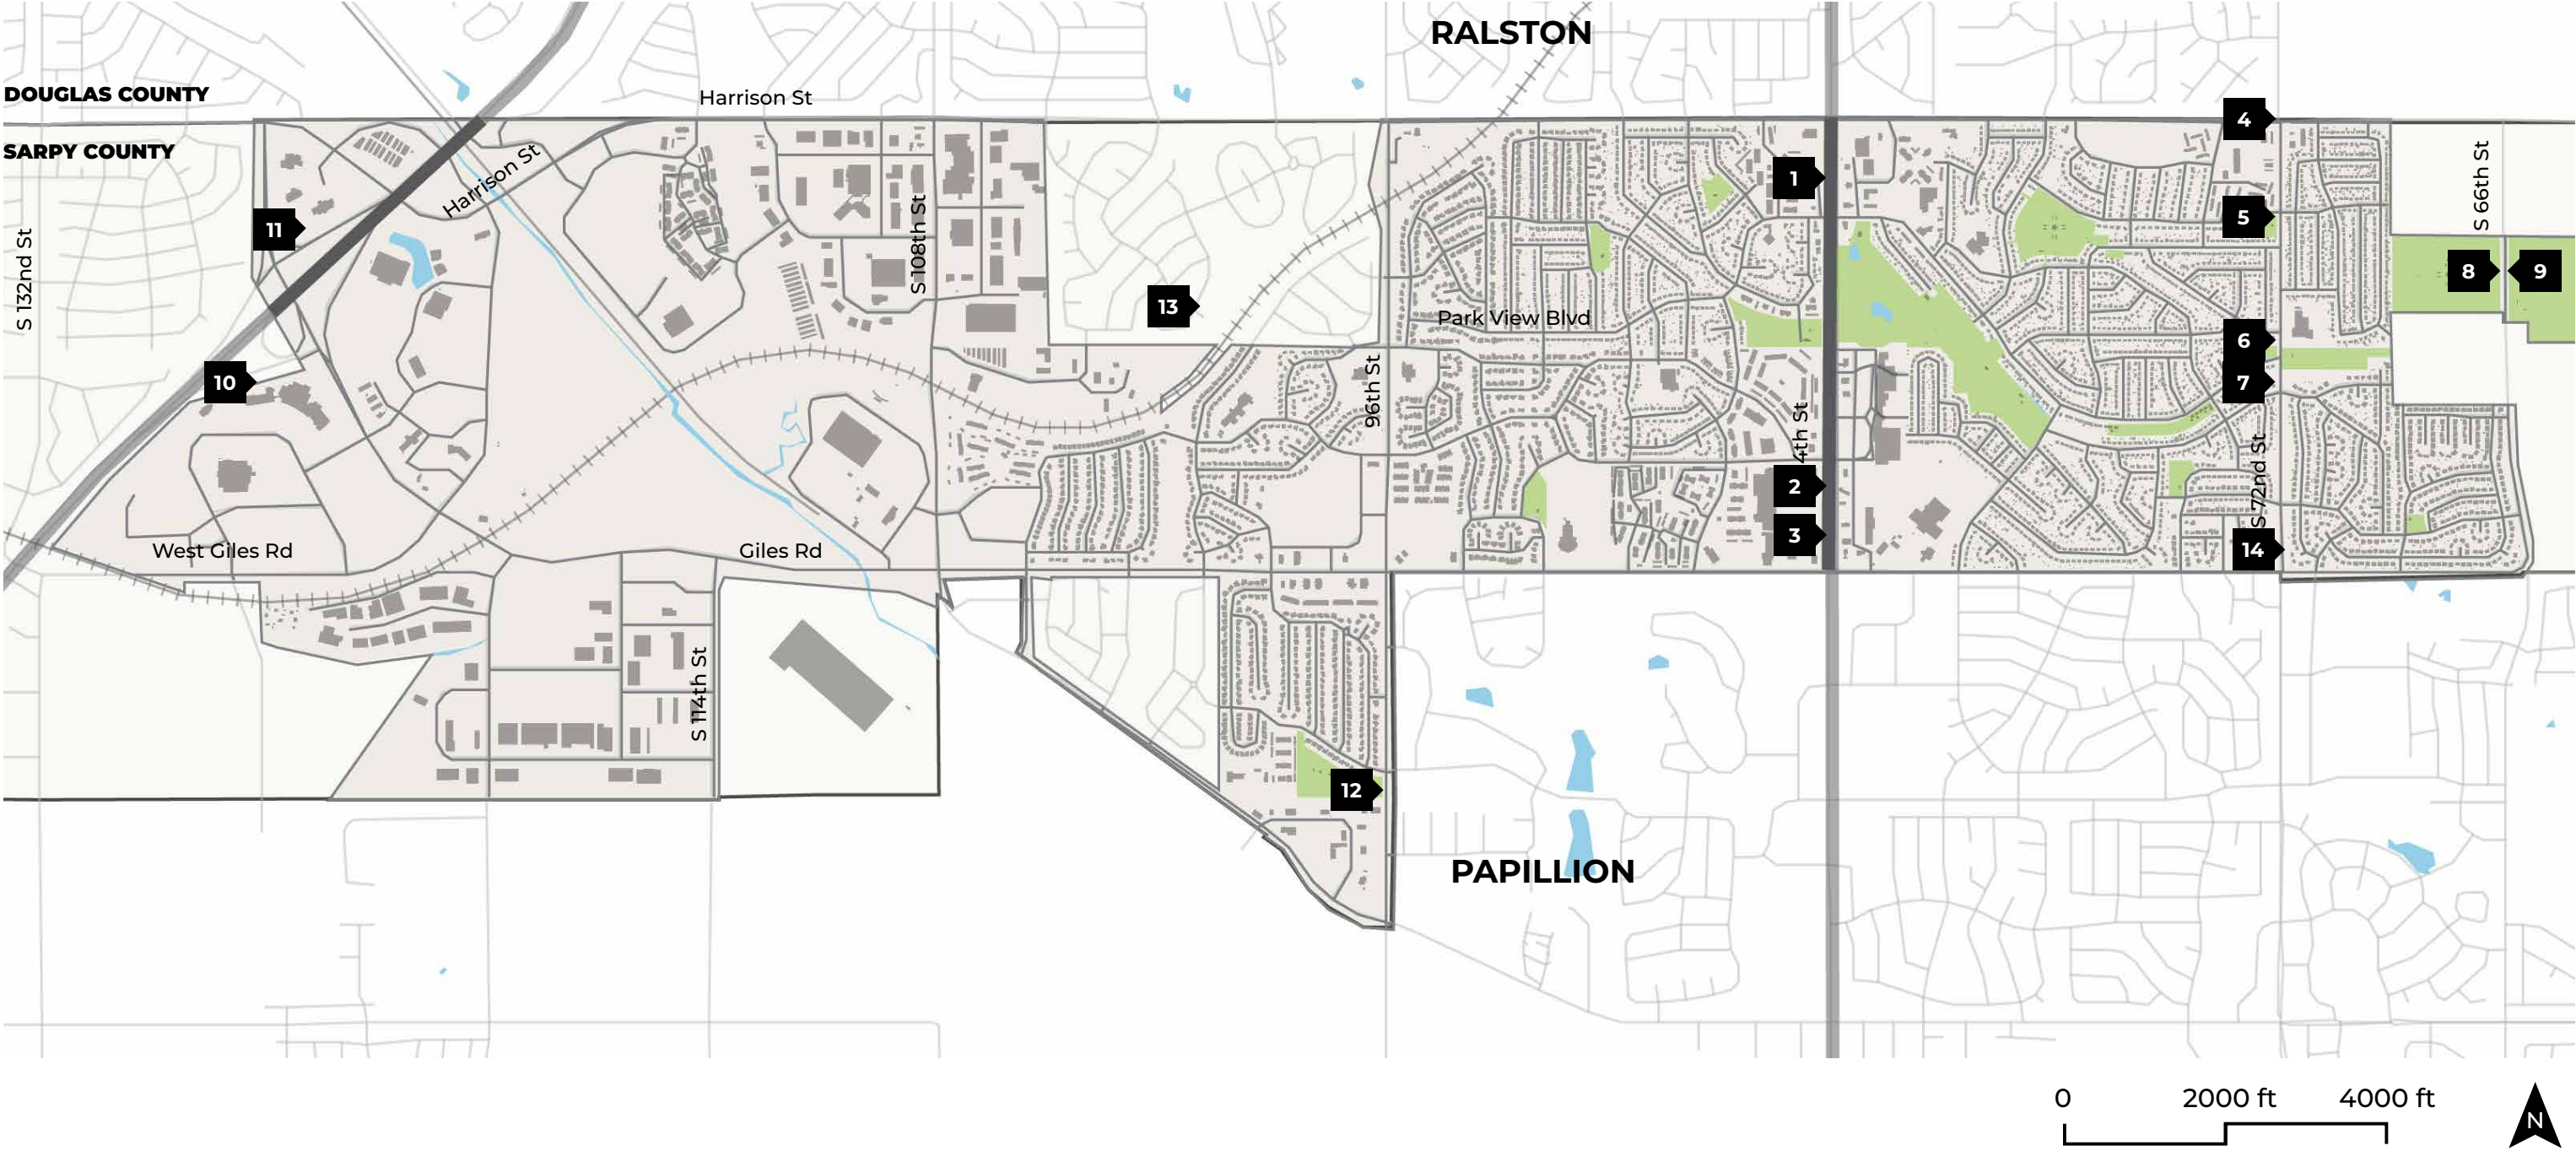 RALSTON
DOUGLAS COUNTY
Harrison St
SARPY COUNTY
4
Harrison St
1
S 66th St
11
S 132nd St
S 108th St
5
8
9
13
Park View Blvd
6
10
7
96th St
4th St
S 72nd St
2
3
West Giles Rd
Giles Rd
14
S 114th St
12
PAPILLION
0
2000 ft
4000 ft
N